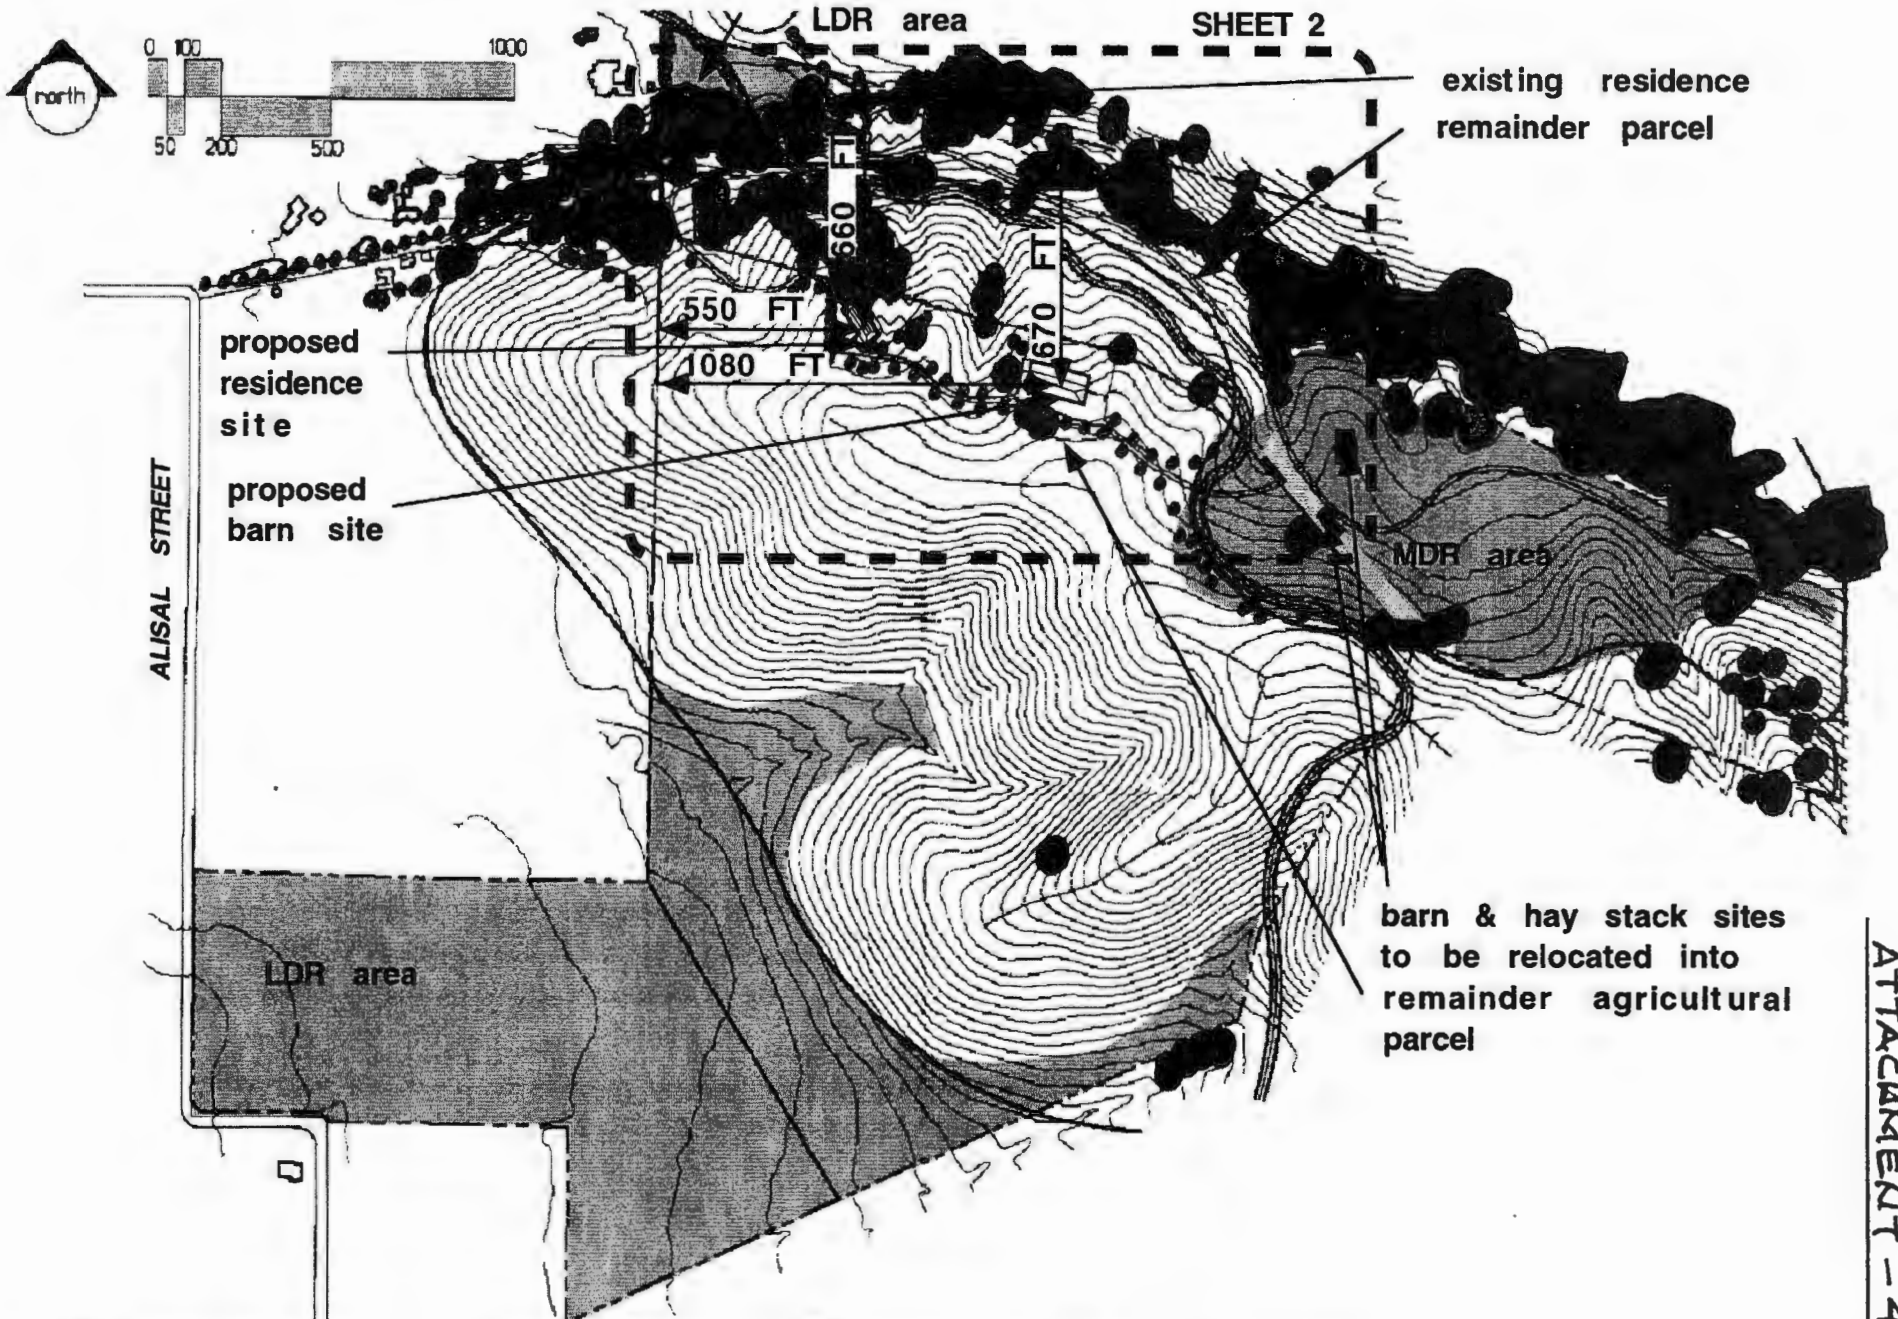 LDR area
SHEET 2
0 100 1000
north
50 200 500
existing residence
remainder parcel
660 FT
670 FT
550 FT
1080 FT
proposed
residence
site
proposed
barn site
ALISAL STREET
MDR area
LDR area
barn & hay stack sites
to be relocated into
remainder agricultural
parcel
ATTACHMENT - 4